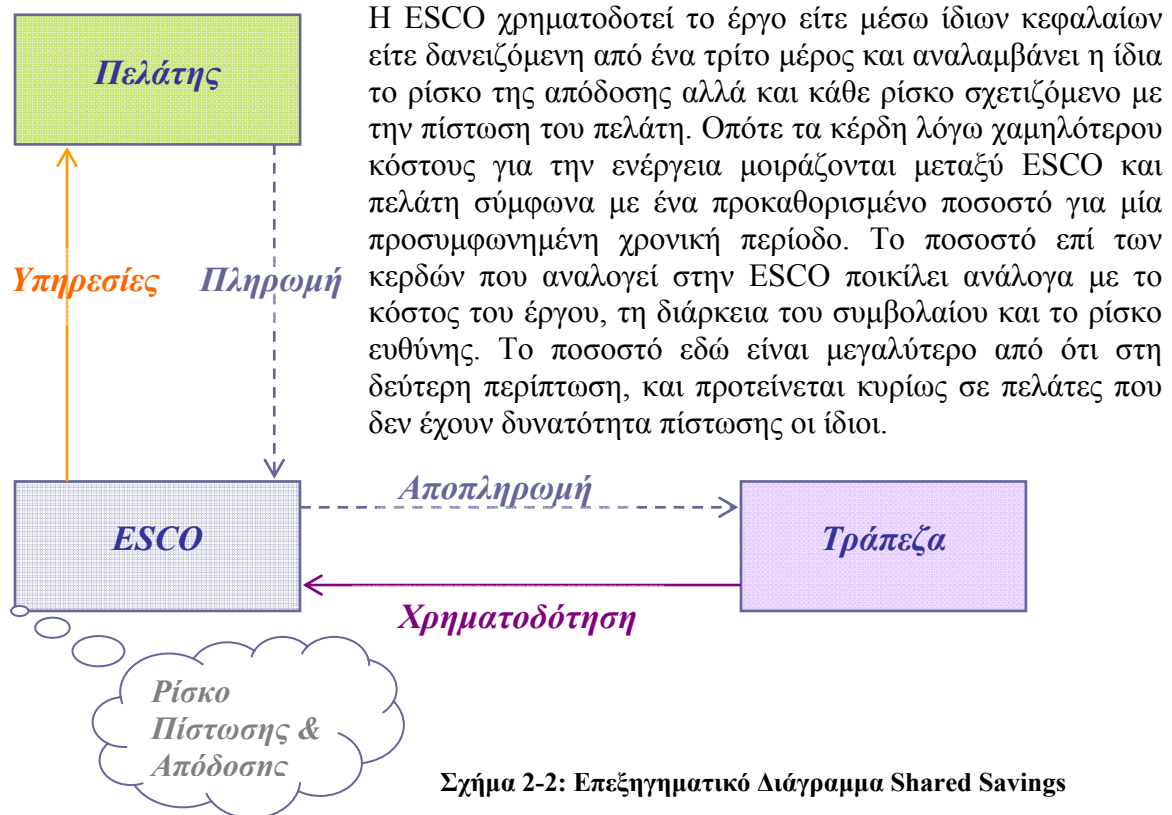 Πελάτης
Η ESCO χρηματοδοτεί το έργο είτε μέσω ίδιων κεφαλαίων
είτε δανειζόμενη από ένα τρίτο μέρος και αναλαμβάνει η ίδια
το ρίσκο της απόδοσης αλλά και κάθε ρίσκο σχετιζόμενο με
την πίστωση του πελάτη. Οπότε τα κέρδη λόγω χαμηλότερου
κόστους για την ενέργεια μοιράζονται μεταξύ ESCO και
πελάτη σύμφωνα με ένα προκαθορισμένο ποσοστό για μία
προσυμφωνημένη χρονική περίοδο. Το ποσοστό επί των
κερδών που αναλογεί στην ESCO ποικίλει ανάλογα με το
κόστος του έργου, τη διάρκεια του συμβολαίου και το ρίσκο
ευθύνης. Το ποσοστό εδώ είναι μεγαλύτερο από ότι στη
δεύτερη περίπτωση, και προτείνεται κυρίως σε πελάτες που
δεν έχουν δυνατότητα πίστωσης οι ίδιοι.
Υπηρεσίες
Πληρωμή
ESCO
Αποπληρωμή
Τράπεζα
Χρηματοδότηση
Ρίσκο
Πίστωσης &
Απόδοσης
Σχήμα 2-2: Επεξηγηματικό Διάγραμμα Shared Savings